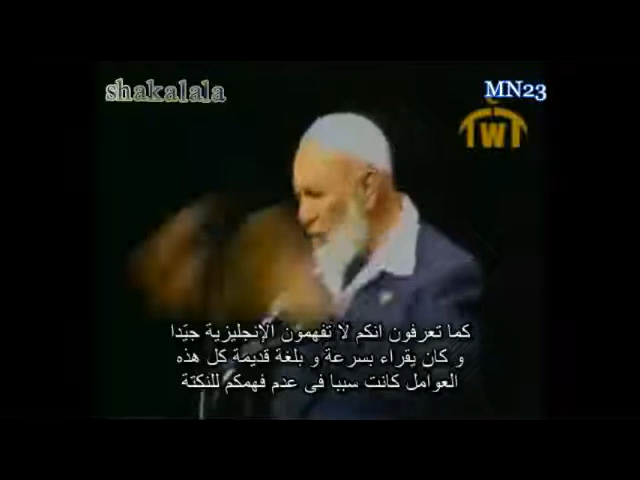 shakalala
MN23
W
كما تعرفون انكم لا تفهمون الإنجليزية جيّدا
و كان يقراء بسرعة و بلغة قديمة كل هذه
العوامل كانت سببا فى عدم فهمكم للنكتة